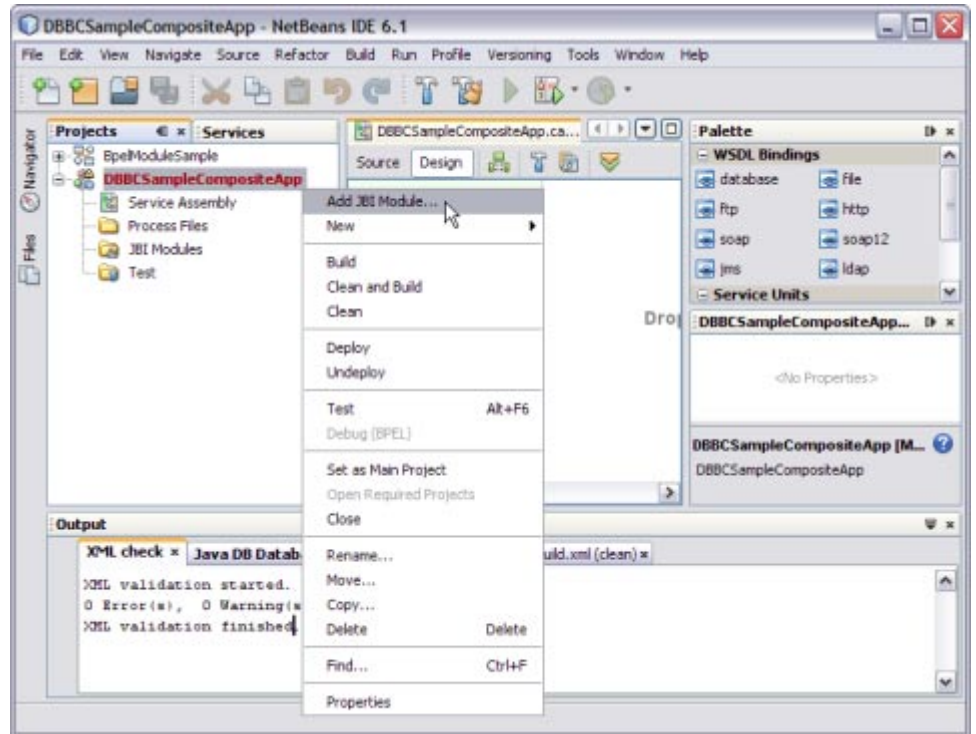 DBBCSampleCompositeApp - NetBeans IDE 6.1
File Edit View Navigate Source Refactor Build Run Profile Versioning Tools Window Help
Navigator
Files
Projects
Services
BpelModuleSample
DBBCSampleCompositeApp
Service Assembly
Process Files
JBI Modules
Test
DBBCSampleCompositeApp.ca...
Source Design
Add JBI Module...
New
Build
Clean and Build
Clean
Deploy
Undeploy
Test Alt+F6
Debug (BPEL)
Set as Main Project
Open Required Projects
Close
Rename...
Move...
Copy...
Delete Delete
Find... Ctrl+F
Properties
Palette
WSDL Bindings
database file
ftp http
soap soap12
jms ldap
Service Units
DBBCSampleCompositeApp...
<No Properties>
DBBCSampleCompositeApp [M...
DBBCSampleCompositeApp
Output
XML check Java DB Datab uild.xml (clean)
XML validation started.
0 Error(s), 0 Warning(s
XML validation finished